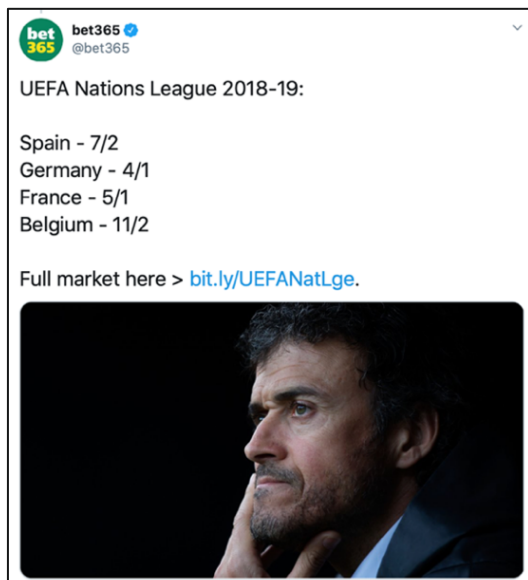 bet
365
bet365
@bet365
UEFA Nations League 2018-19:
Spain - 7/2
Germany - 4/1
France - 5/1
Belgium - 11/2
Full market here > bit.ly/UEFANatLge.